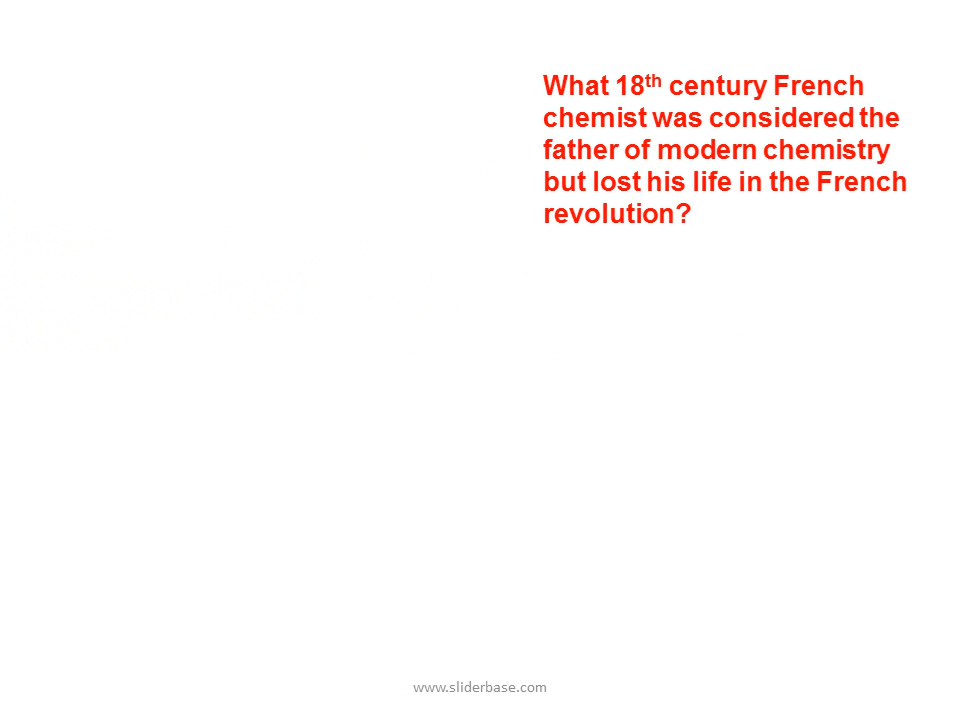 What 18th century French
chemist was considered the
father of modern chemistry
but lost his life in the French
revolution?
www.sliderbase.com